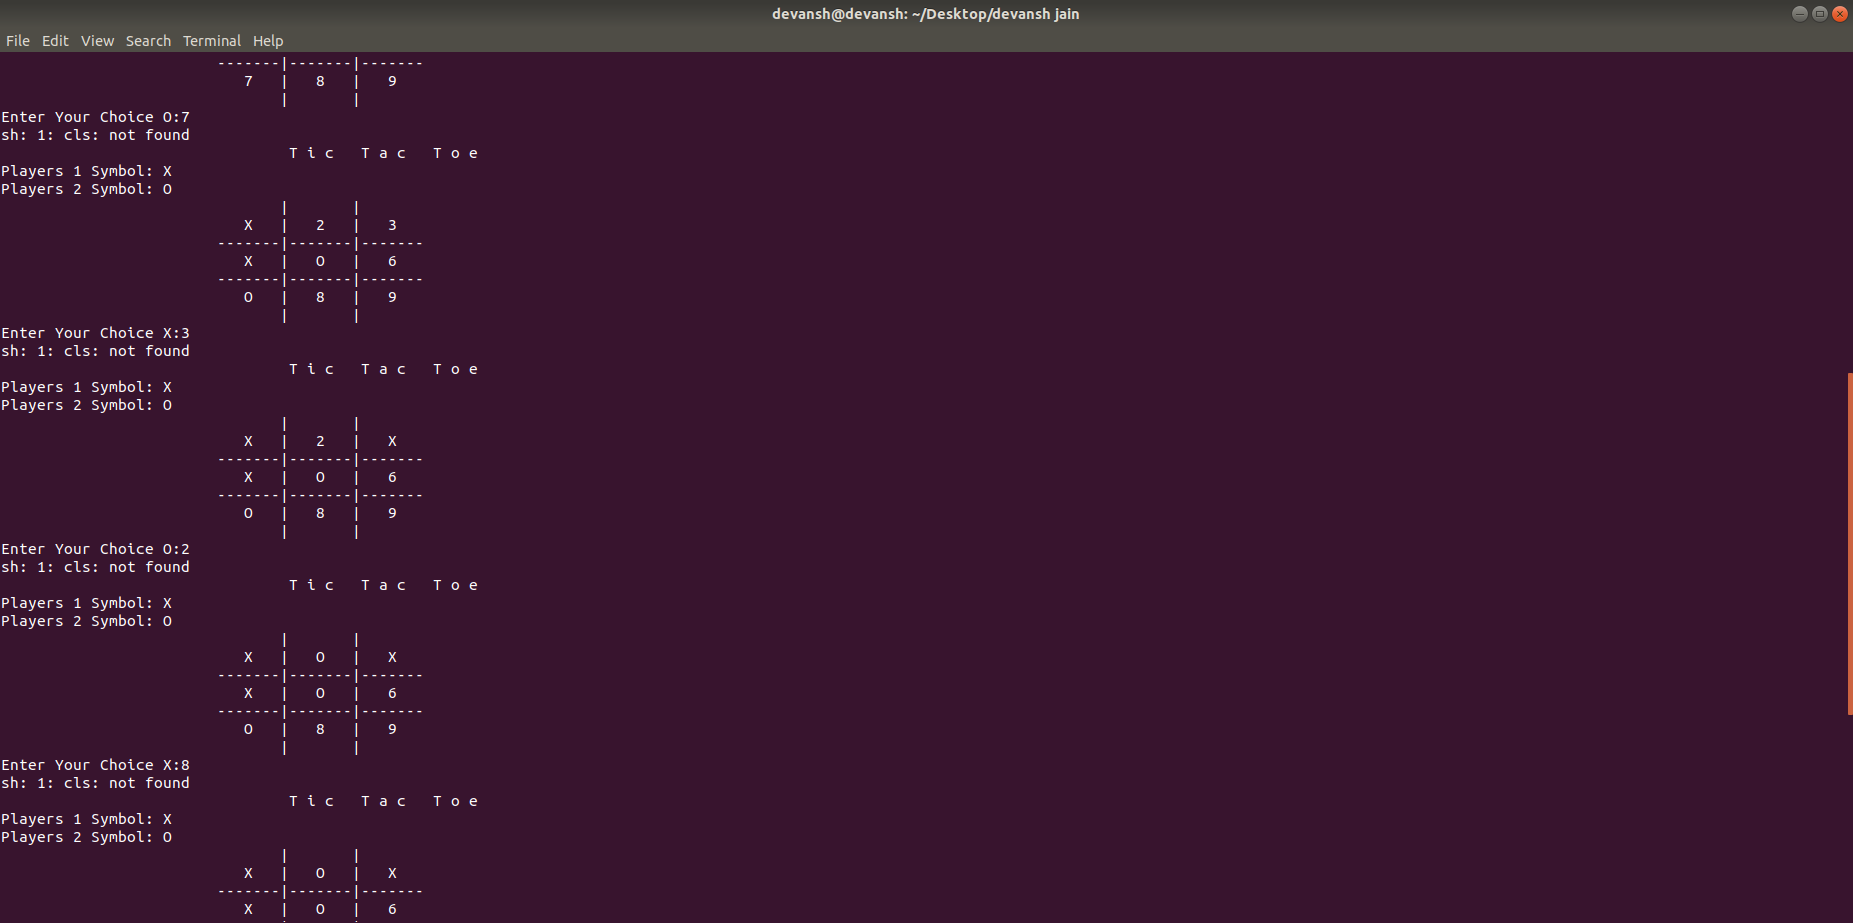 devansh@devansh: ~/Desktop/devansh jain
File Edit View Search Terminal Help
-------|-------|-------
7 | 8 | 9
| |
Enter Your Choice O:7
sh: 1: cls: not found
T i c T a c T o e
Players 1 Symbol: X
Players 2 Symbol: O
| |
X | 2 | 3
-------|-------|-------
X | O | 6
-------|-------|-------
O | 8 | 9
| |
Enter Your Choice X:3
sh: 1: cls: not found
T i c T a c T o e
Players 1 Symbol: X
Players 2 Symbol: O
| |
X | 2 | X
-------|-------|-------
X | O | 6
-------|-------|-------
O | 8 | 9
| |
Enter Your Choice O:2
sh: 1: cls: not found
T i c T a c T o e
Players 1 Symbol: X
Players 2 Symbol: O
| |
X | O | X
-------|-------|-------
X | O | 6
-------|-------|-------
O | 8 | 9
| |
Enter Your Choice X:8
sh: 1: cls: not found
T i c T a c T o e
Players 1 Symbol: X
Players 2 Symbol: O
| |
X | O | X
-------|-------|-------
X | O | 6